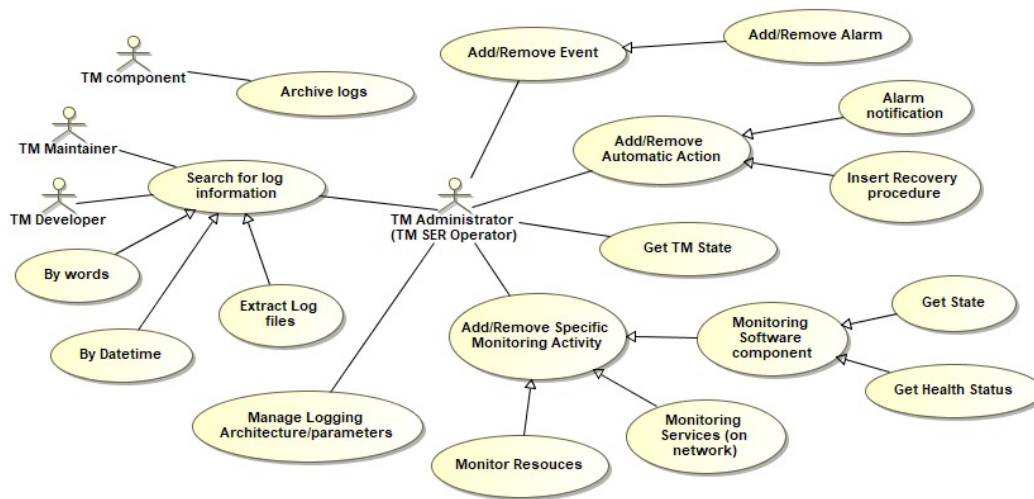 Add/Remove Event
Add/Remove Alarm
TM component
Archive logs
Alarm
notification
TM Maintainer
Add/Remove
Automatic Action
Search for log
information
Insert Recovery
procedure
TM Developer
TM Administrator
(TM SER Operator)
Get TM State
By words
Extract Log
files
Get State
Add/Remove Specific
Monitoring Activity
Monitoring
Software
component
By Datetime
Get Health Status
Manage Logging
Architecture/parameters
Monitoring
Services (on
network)
Monitor Resouces